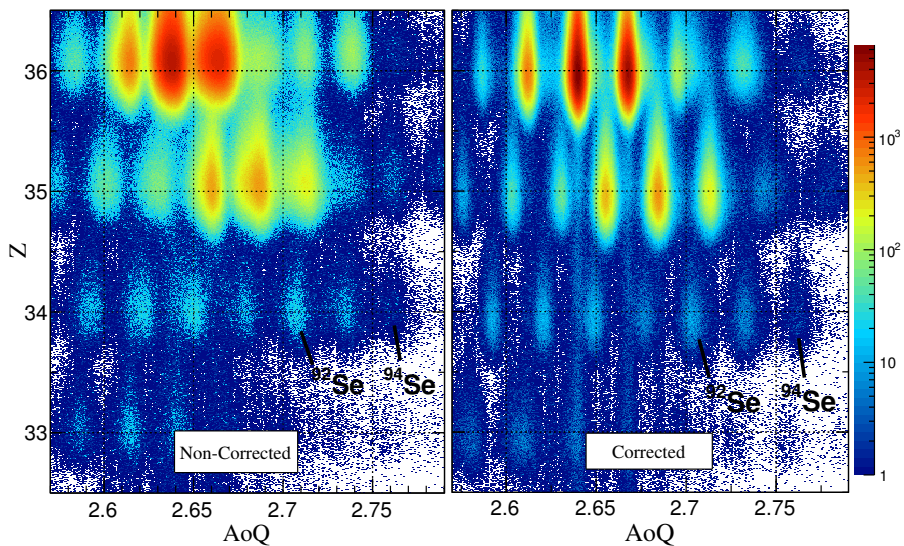 Z
36
35
34
33
⁹²Se
⁹⁴Se
Non-Corrected
2.6
2.65
2.7
2.75
AoQ
⁹²Se
⁹⁴Se
Corrected
2.6
2.65
2.7
2.75
AoQ
10³
10²
10
1